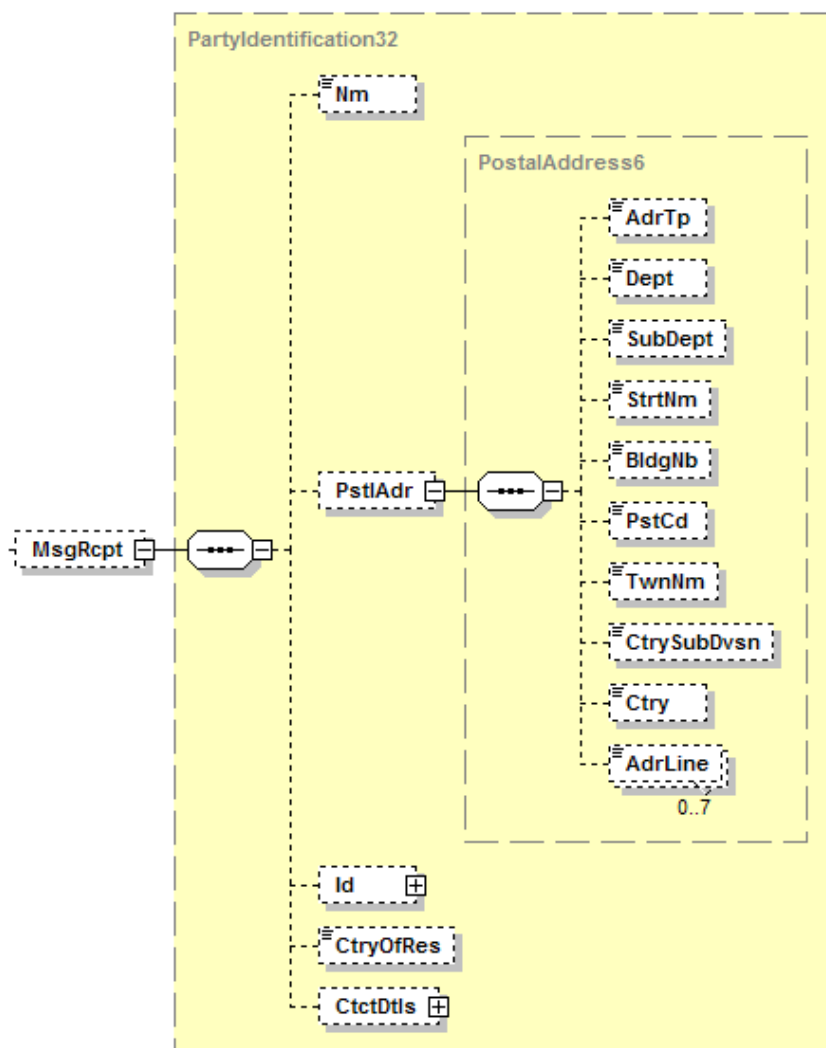 PartyIdentification32
Nm
PostalAddress6
AdrTp
Dept
SubDept
StrtNm
BldgNb
PstlAdr
PstCd
MsgRcpt
TwnNm
CtrySubDvsn
Ctry
AdrLine
0..7
Id
CtryOfRes
CtctDtls